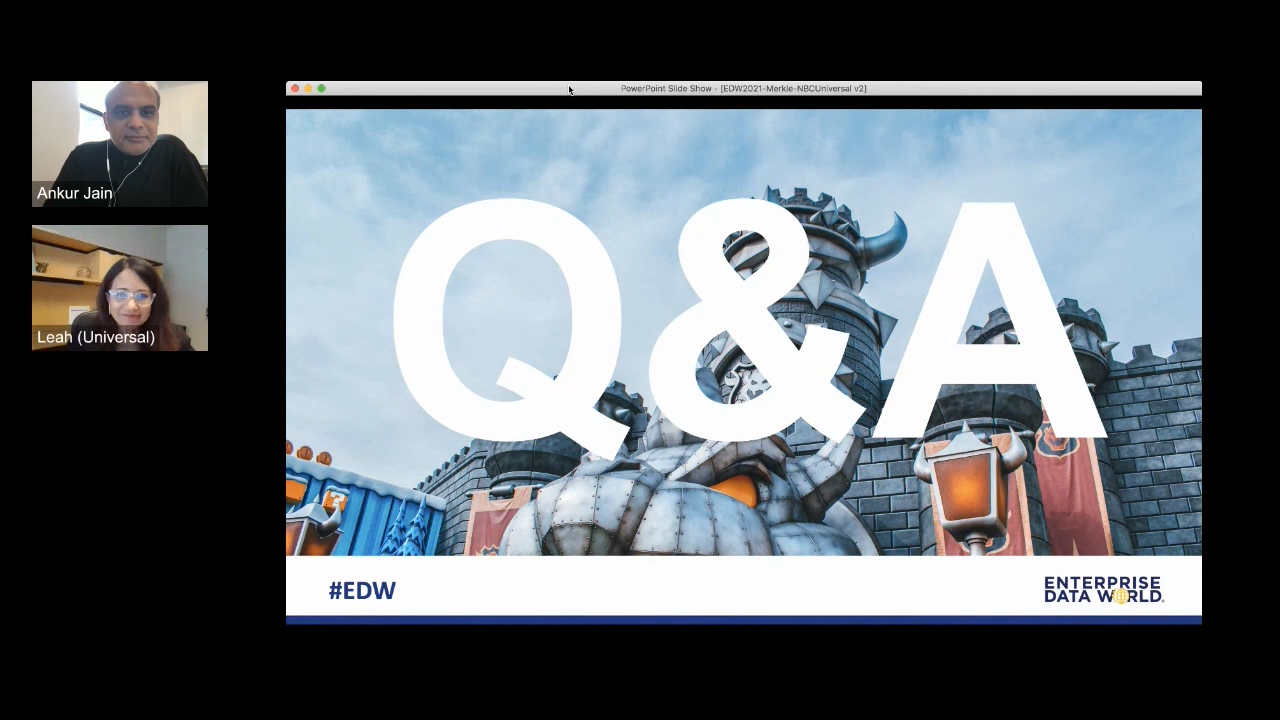 PowerPoint Slide Show - [EDW2021-Merkle-NBCUniversal v2]
Ankur Jain
Leah (Universal)
Q&A
?
#EDW
ENTERPRISE
DATA WORLD®